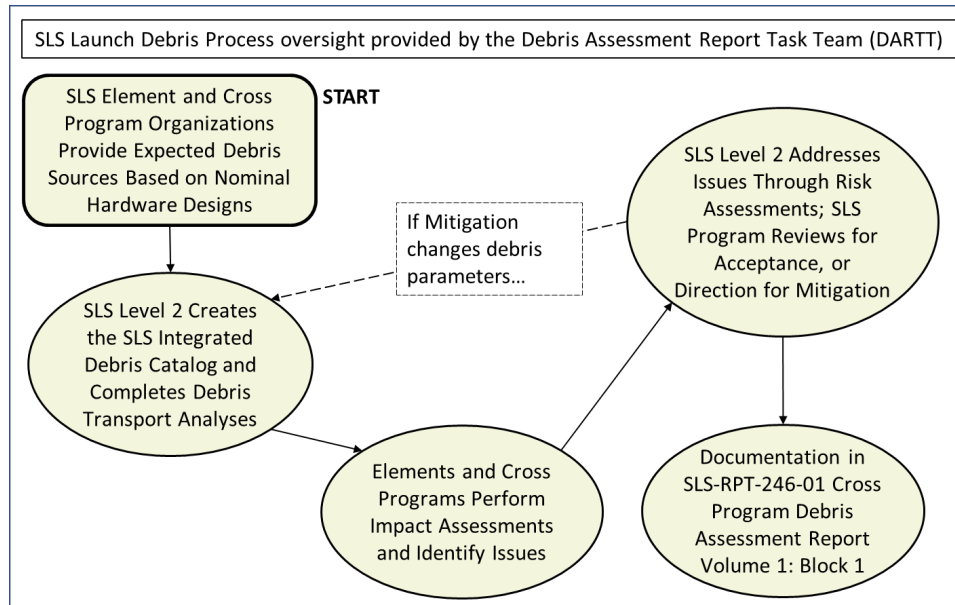 SLS Launch Debris Process oversight provided by the Debris Assessment Report Task Team (DARTT)
SLS Element and Cross
Program Organizations
Provide Expected Debris
Sources Based on Nominal
Hardware Designs
START
SLS Level 2 Addresses
Issues Through Risk
Assessments; SLS
Program Reviews for
Acceptance, or
Direction for Mitigation
If Mitigation
changes debris
parameters...
SLS Level 2 Creates
the SLS Integrated
Debris Catalog and
Completes Debris
Transport Analyses
Elements and Cross
Programs Perform
Impact Assessments
and Identify Issues
Documentation in
SLS-RPT-246-01 Cross
Program Debris
Assessment Report
Volume 1: Block 1